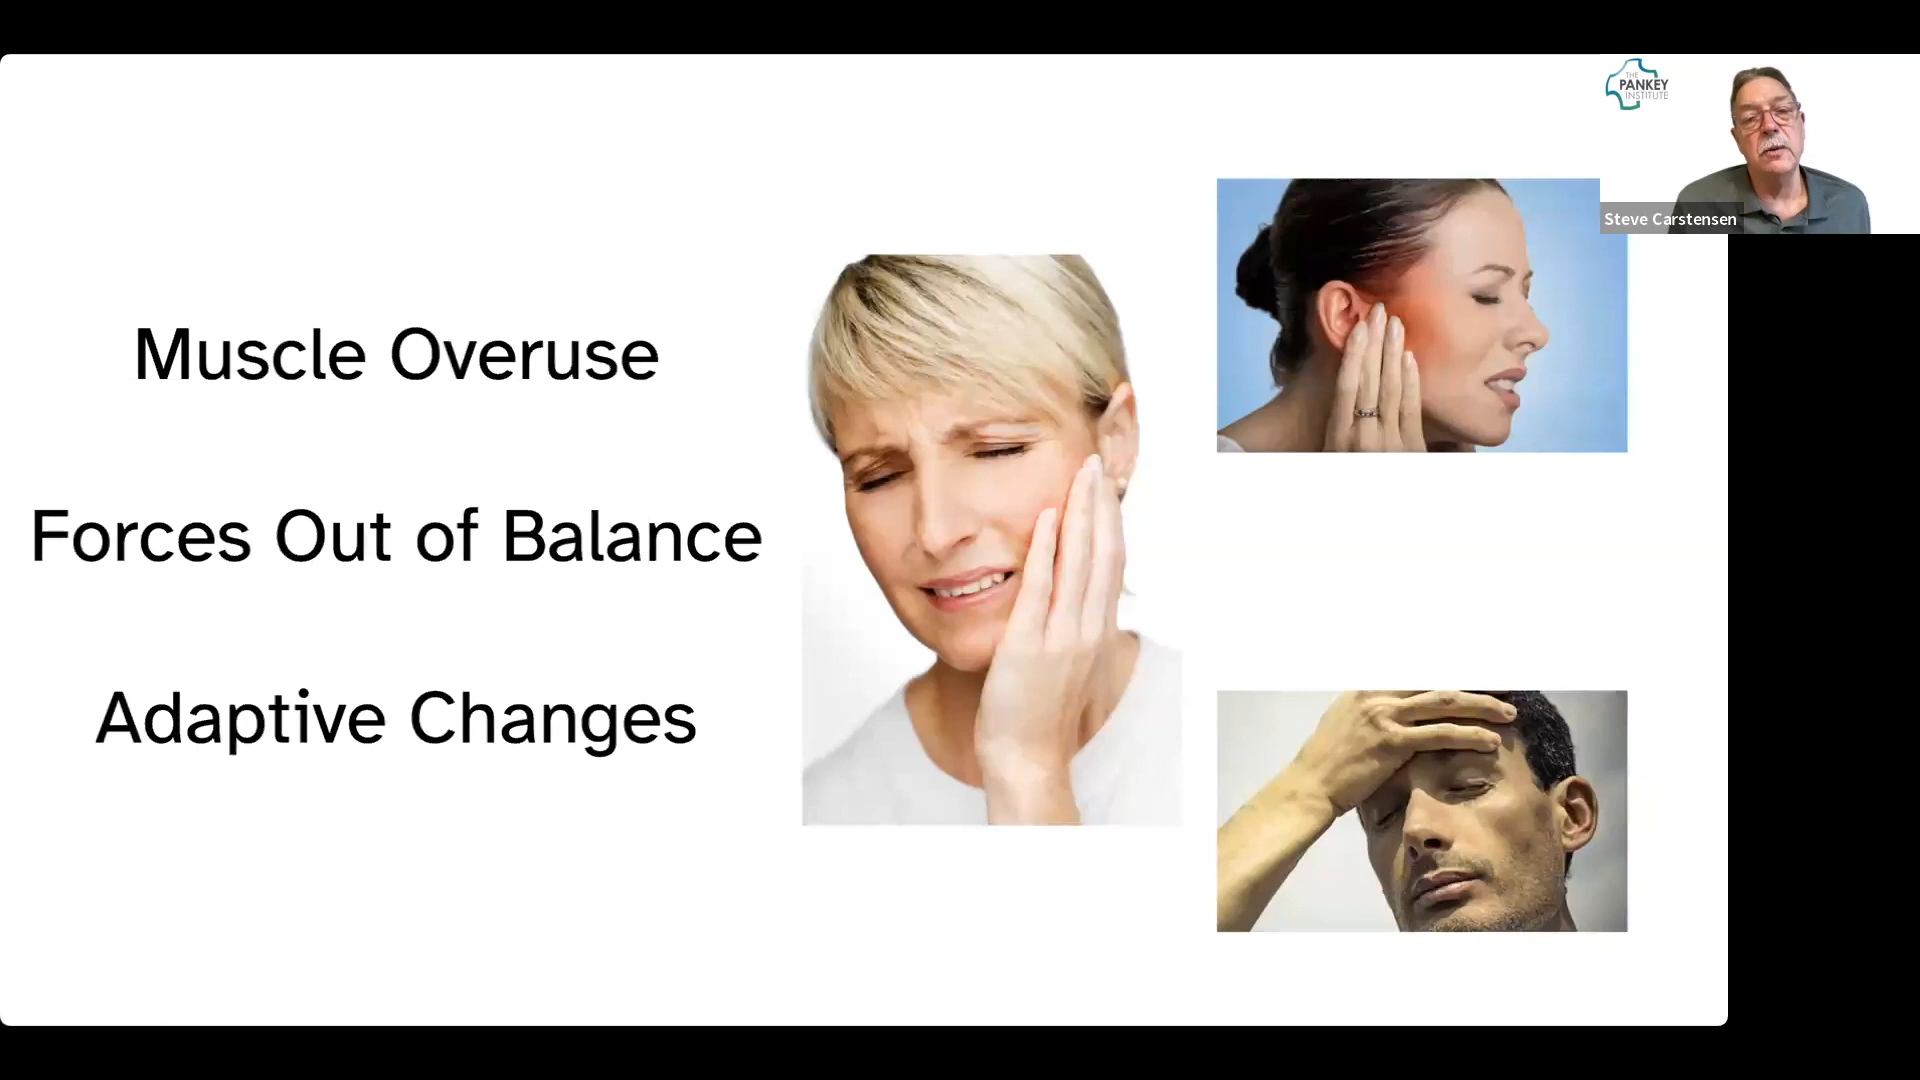 Muscle Overuse
Forces Out of Balance
Adaptive Changes
THE
PANKEY
INSTITUTE
Steve Carstensen